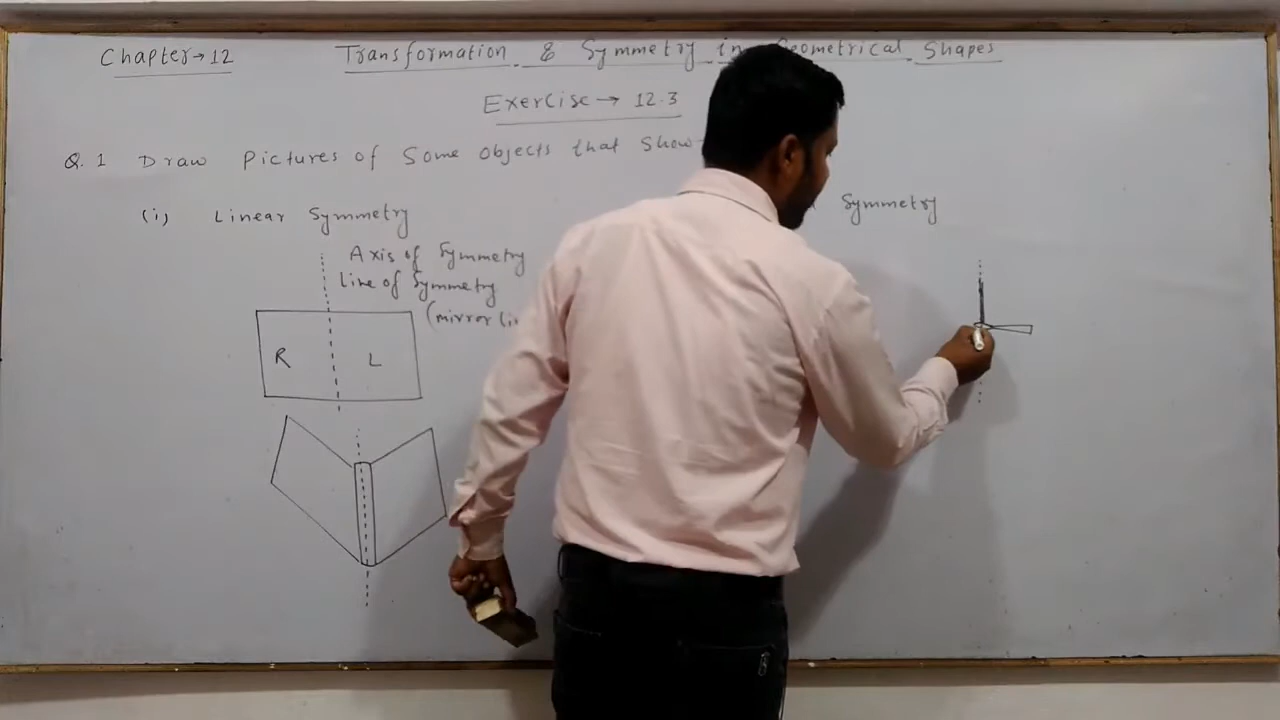 Chapter→12 Transformation & Symmetry in Geometrical Shapes
Exercise → 12.3
Q.1 Draw Pictures of Some Objects that Show
(i) Linear Symmetry
Symmetry
Axis of Symmetry
Line of Symmetry
(mirror
R L